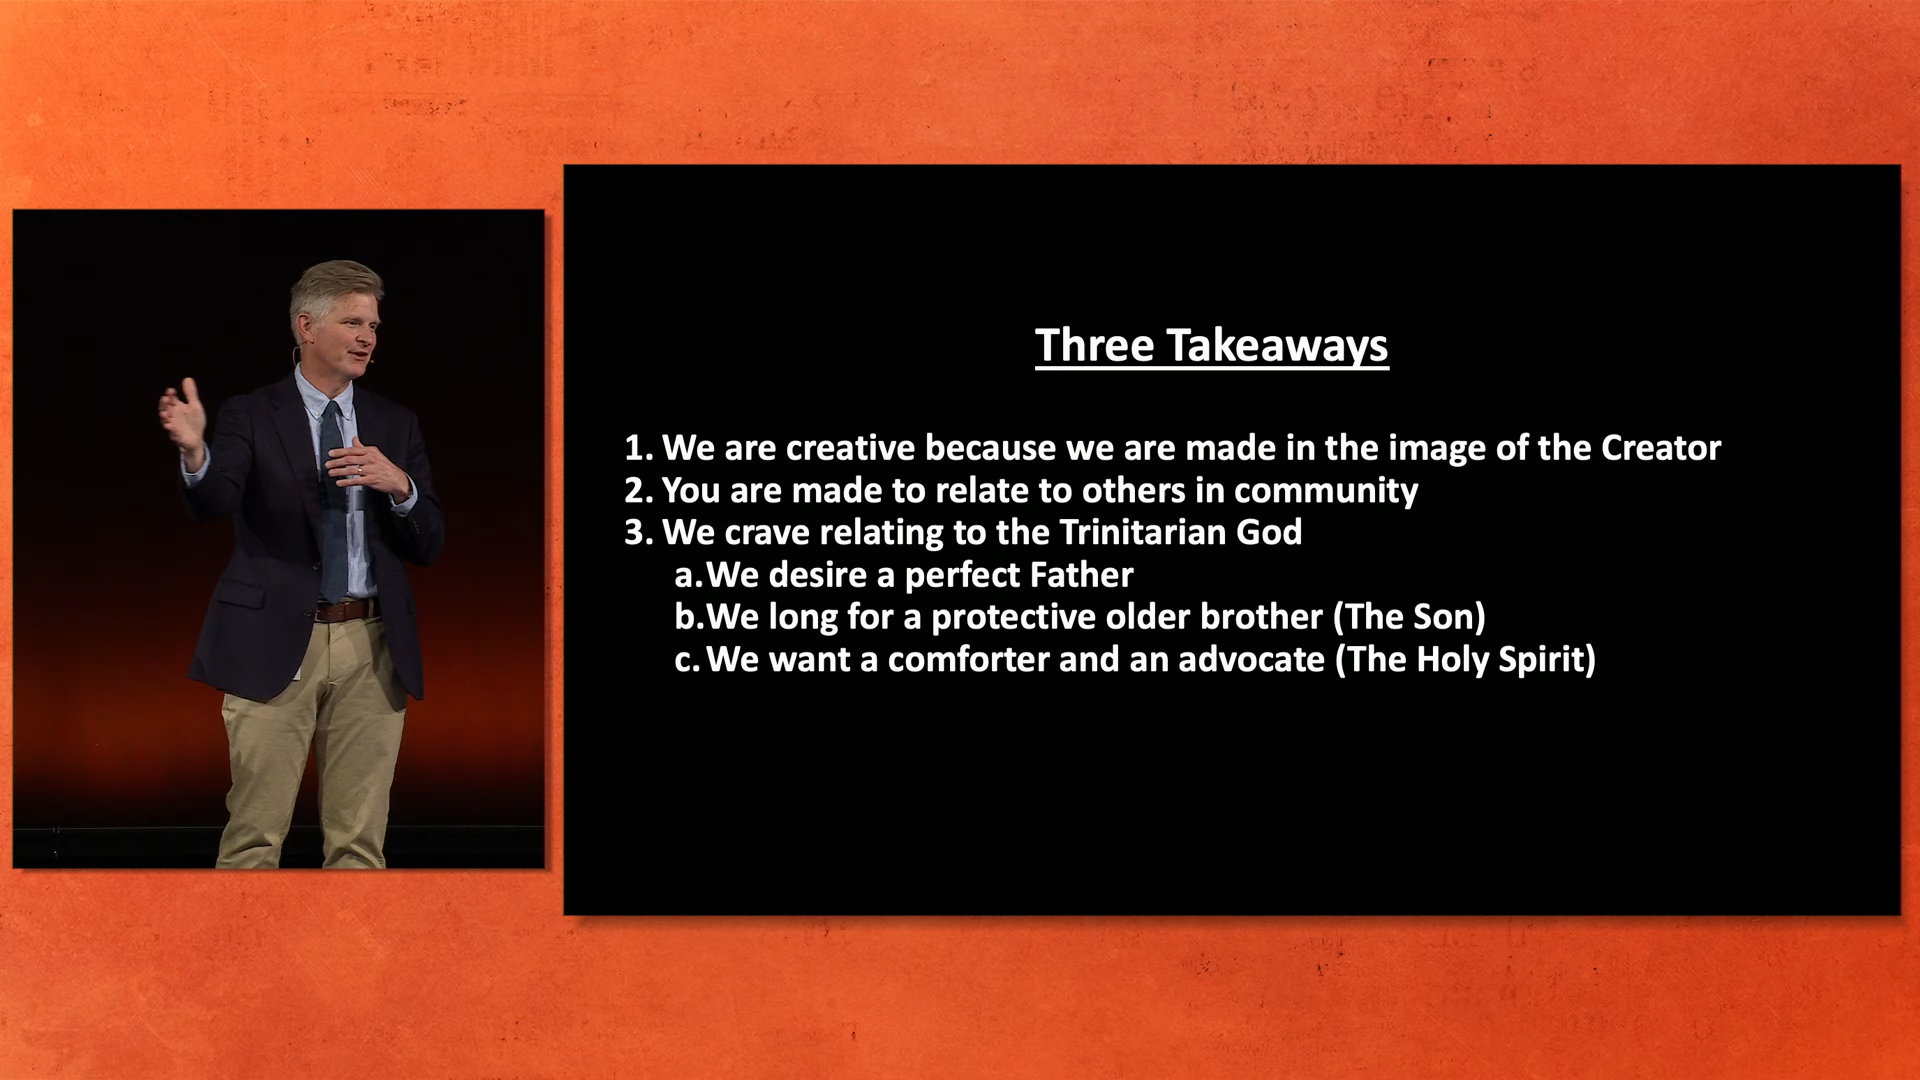 Three Takeaways
1. We are creative because we are made in the image of the Creator
2. You are made to relate to others in community
3. We crave relating to the Trinitarian God
a. We desire a perfect Father
b. We long for a protective older brother (The Son)
c. We want a comforter and an advocate (The Holy Spirit)